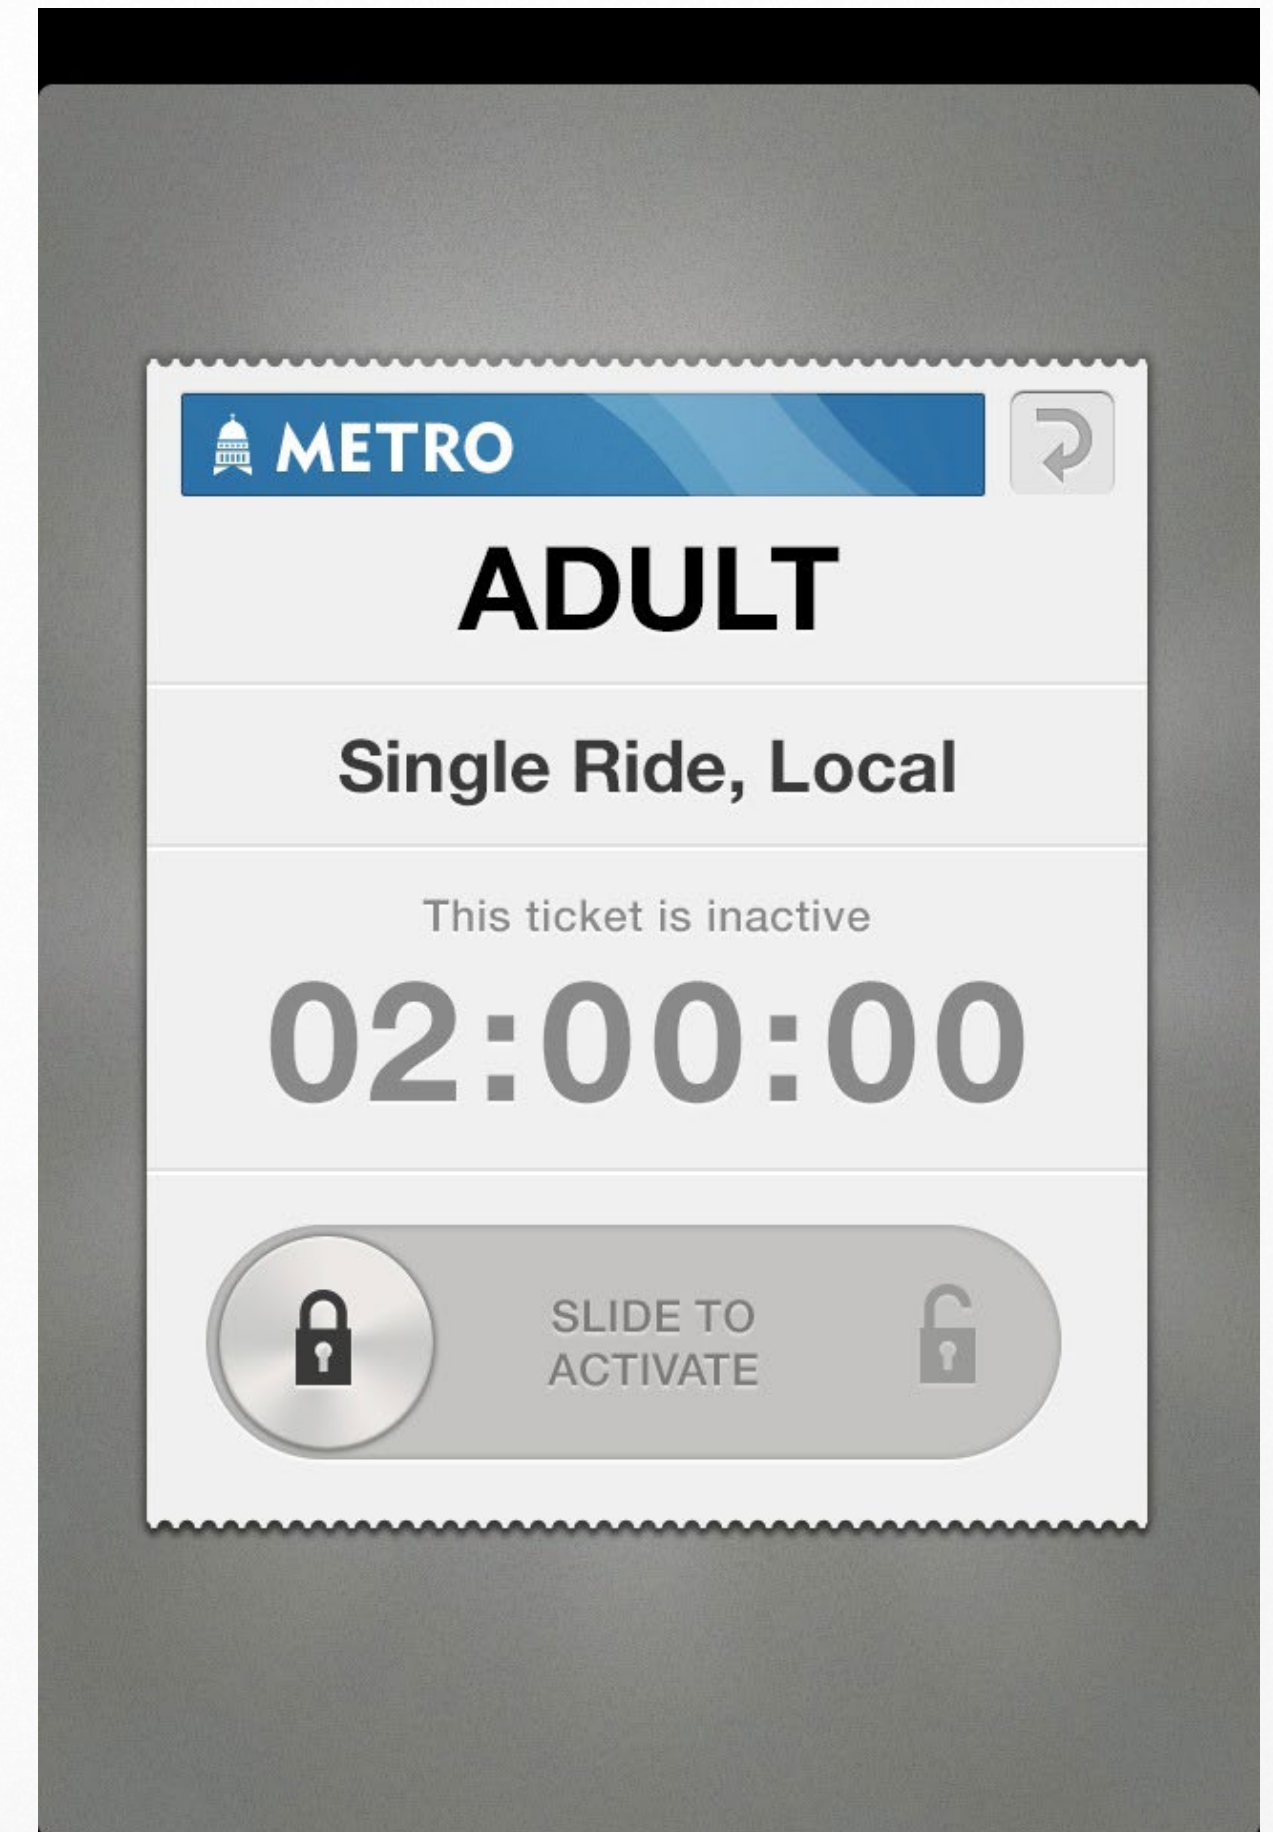 METRO
ADULT
Single Ride, Local
This ticket is inactive
02:00:00
SLIDE TO
ACTIVATE